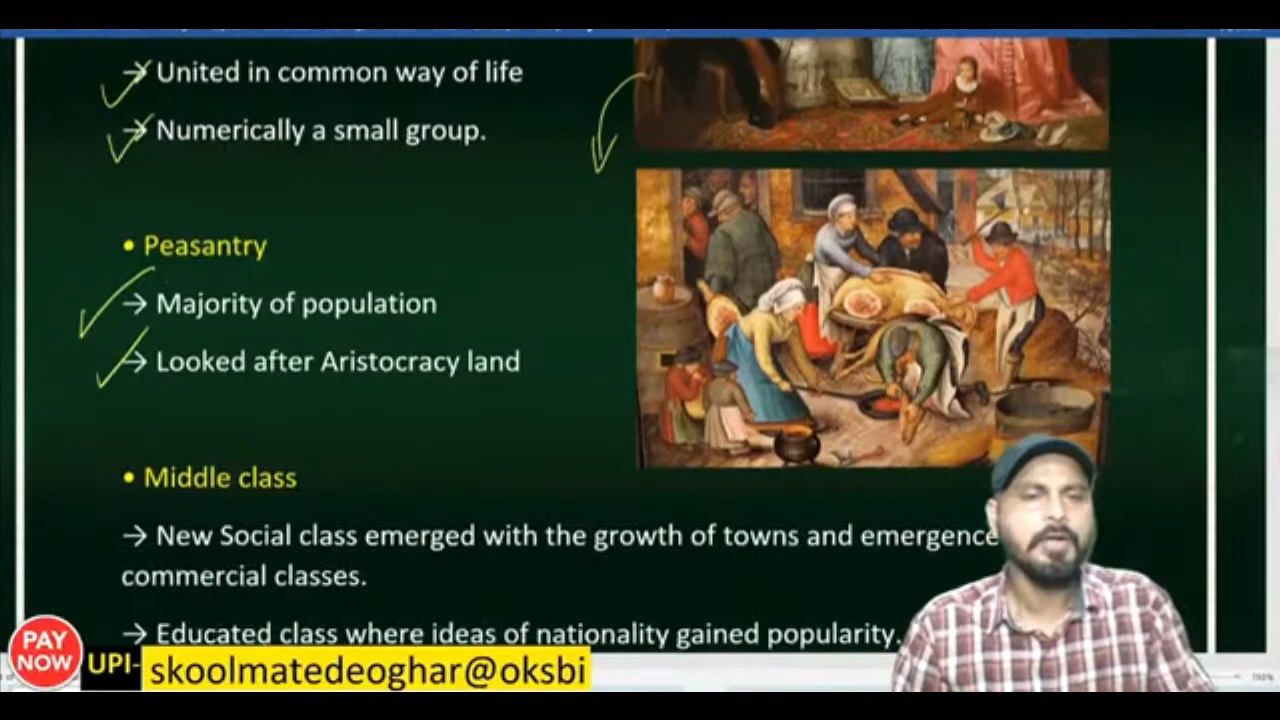 → United in common way of life
→ Numerically a small group.
• Peasantry
→ Majority of population
→ Looked after Aristocracy land
• Middle class
→ New Social class emerged with the growth of towns and emergence
commercial classes.
→ Educated class where ideas of nationality gained popularity.
PAY
NOW
UPI-
skoolmatedeoghar@oksbi